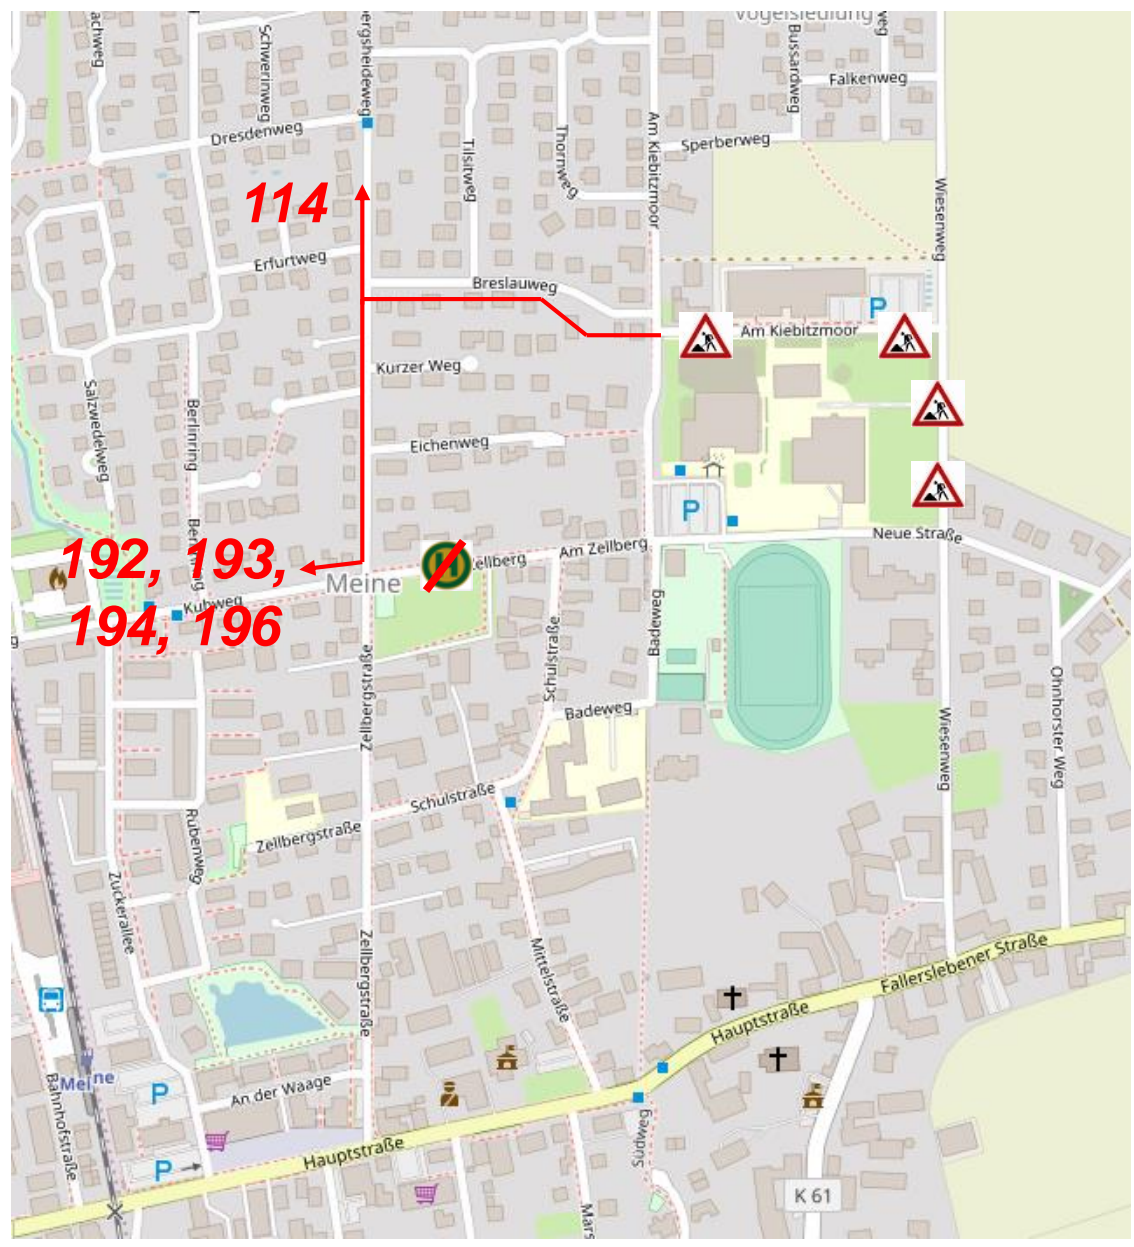 Vogelsiedlung
Schwerinweg
Bussardweg
Falkenweg
Dresdenweg
Tilsitweg
Thornweg
Am Kiebitzmoor
Sperberweg
114
Wiesenweg
Erfurtweg
Breslauweg
P
Am Kiebitzmoor
Kurzer Weg
Salzwedelweg
Berlinring
Eichenweg
P
Neue Straße
192, 193,
H
Zellberg
Am Zellberg
Meine
Kuhweg
194, 196
Badeweg
Schulstraße
Zellbergstraße
Badeweg
Ohnhorster Weg
Wiesenweg
Schulstraße
Zellbergstraße
Rubenweg
Zuckerallee
Zellbergstraße
Mittelstraße
Fallerslebener Straße
Hauptstraße
Meine
Bahnhofstraße
P
An der Waage
Hauptstraße
Südweg
P
K 61